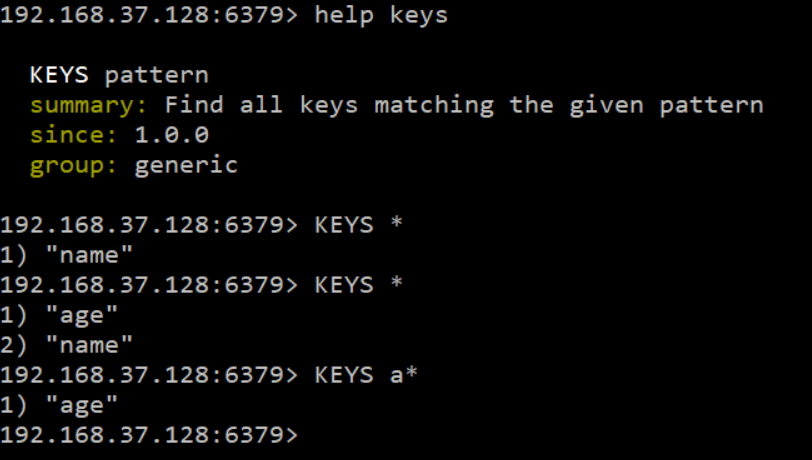 192.168.37.128:6379> help keys
KEYS pattern
summary: Find all keys matching the given pattern
since: 1.0.0
group: generic
192.168.37.128:6379> KEYS *
1) "name"
192.168.37.128:6379> KEYS *
1) "age"
2) "name"
192.168.37.128:6379> KEYS a*
1) "age"
192.168.37.128:6379>